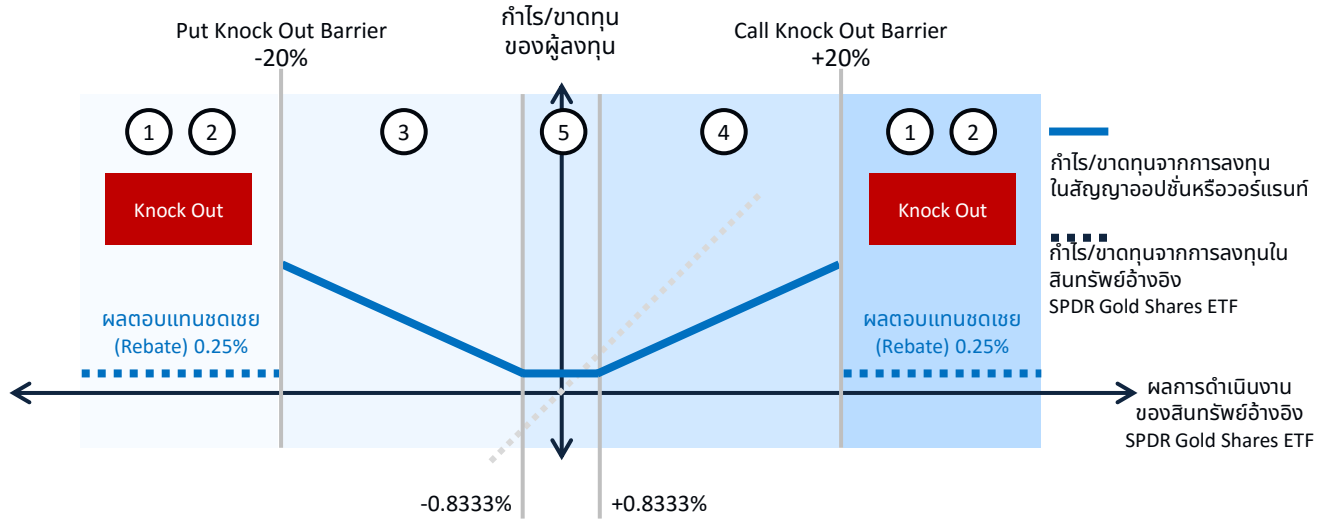 กำไร/ขาดทุน
ของผู้ลงทุน
Put Knock Out Barrier
-20%
Call Knock Out Barrier
+20%
1
2
3
5
4
1
2
Knock Out
Knock Out
กำไร/ขาดทุนจากการลงทุน
ในสัญญาออปชั่นหรือวอร์แรนท์
กำไร/ขาดทุนจากการลงทุนใน
สินทรัพย์อ้างอิง
SPDR Gold Shares ETF
ผลตอบแทนชดเชย
(Rebate) 0.25%
ผลตอบแทนชดเชย
(Rebate) 0.25%
ผลการดำเนินงาน
ของสินทรัพย์อ้างอิง
SPDR Gold Shares ETF
-0.8333%
+0.8333%